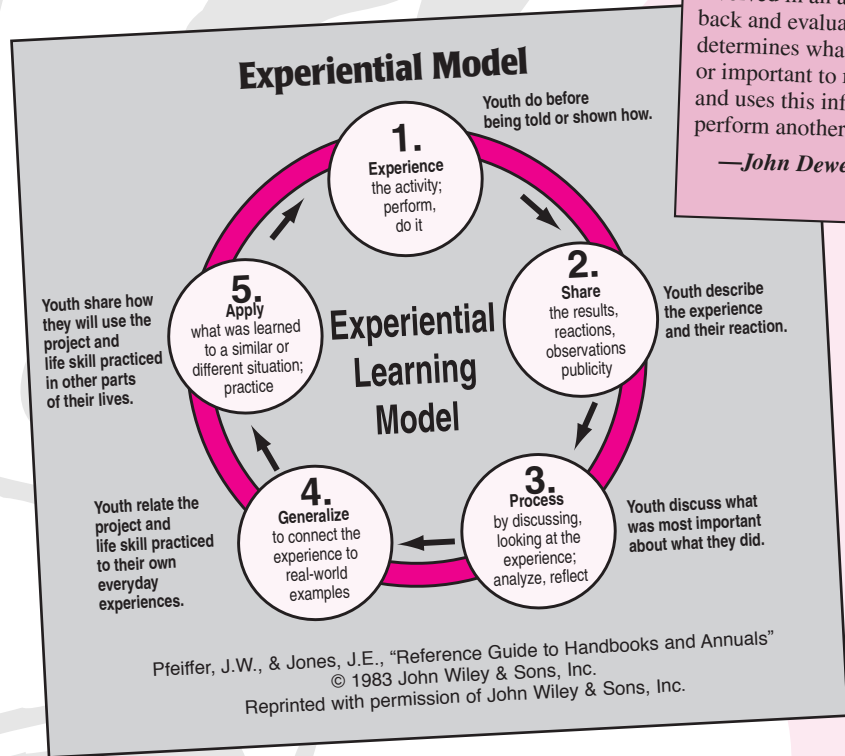 back and evalua
determines wha
or important to
and uses this inf
perform another
—John Dewe
Experiential Model
Youth do before
being told or shown how.
1.
Experience
the activity;
perform,
do it
2.
Share
the results,
reactions,
observations
publicity
Youth describe
the experience
and their reaction.
3.
Process
by discussing,
looking at the
experience;
analyze, reflect
Youth discuss what
was most important
about what they did.
4.
Generalize
to connect the
experience to
real-world
examples
Youth relate the
project and
life skill practiced
to their own
everyday
experiences.
5.
Apply
what was learned
to a similar or
different situation;
practice
Youth share how
they will use the
project and
life skill practiced
in other parts
of their lives.
Experiential
Learning
Model
Pfeiffer, J.W., & Jones, J.E., “Reference Guide to Handbooks and Annuals”
© 1983 John Wiley & Sons, Inc.
Reprinted with permission of John Wiley & Sons, Inc.